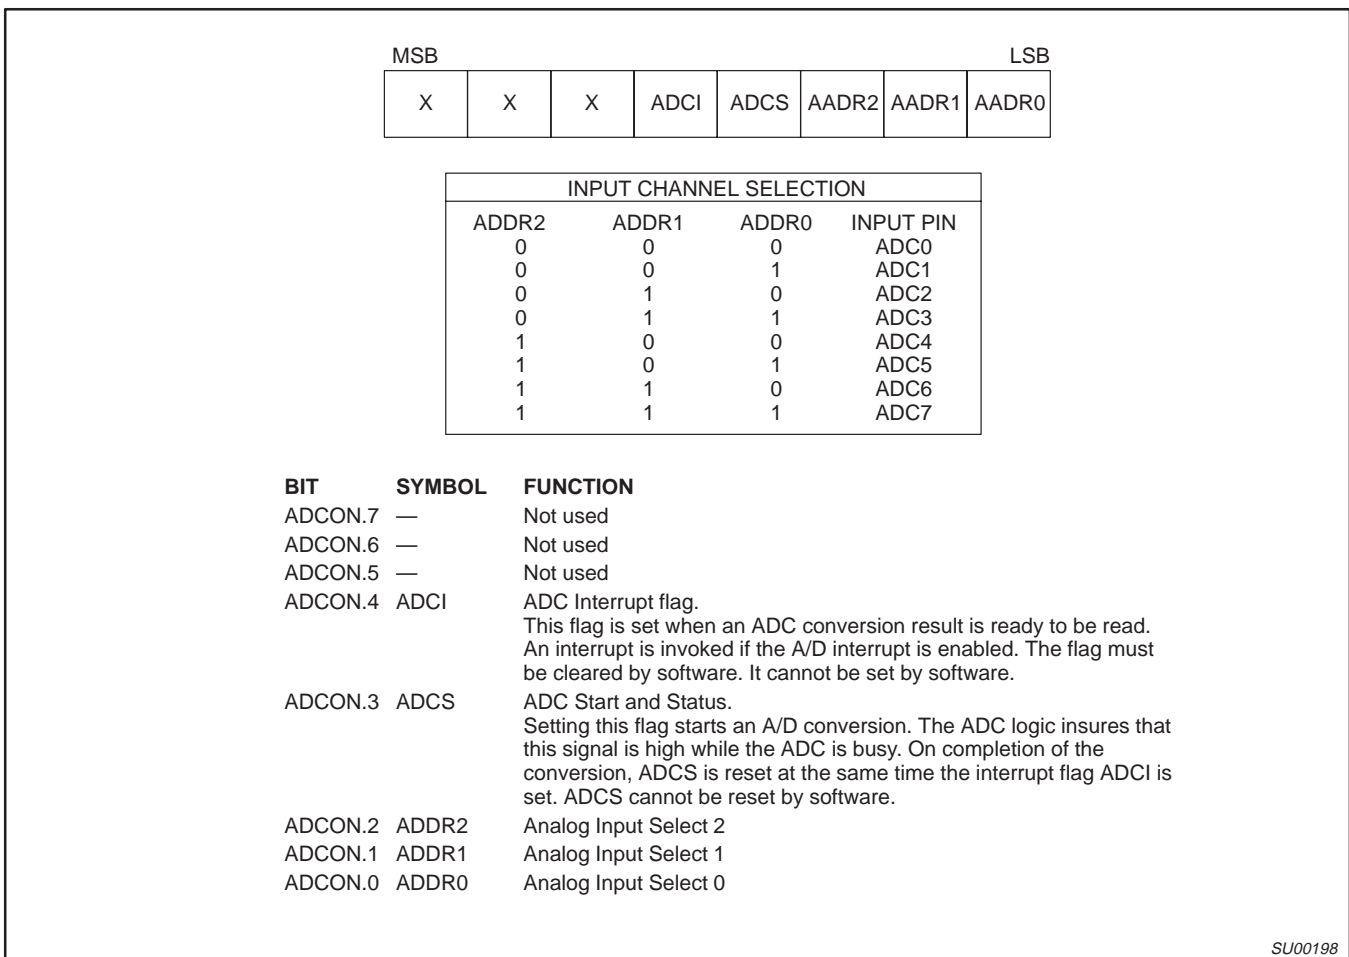 MSB LSB
X X X ADCI ADCS AADR2 AADR1 AADR0
INPUT CHANNEL SELECTION
ADDR2 ADDR1 ADDR0 INPUT PIN
0 0 0 ADC0
0 0 1 ADC1
0 1 0 ADC2
0 1 1 ADC3
1 0 0 ADC4
1 0 1 ADC5
1 1 0 ADC6
1 1 1 ADC7
BIT SYMBOL FUNCTION
ADCON.7 — Not used
ADCON.6 — Not used
ADCON.5 — Not used
ADCON.4 ADCI ADC Interrupt flag.
This flag is set when an ADC conversion result is ready to be read.
An interrupt is invoked if the A/D interrupt is enabled. The flag must
be cleared by software. It cannot be set by software.
ADCON.3 ADCS ADC Start and Status.
Setting this flag starts an A/D conversion. The ADC logic insures that
this signal is high while the ADC is busy. On completion of the
conversion, ADCS is reset at the same time the interrupt flag ADCI is
set. ADCS cannot be reset by software.
ADCON.2 ADDR2 Analog Input Select 2
ADCON.1 ADDR1 Analog Input Select 1
ADCON.0 ADDR0 Analog Input Select 0
SU00198